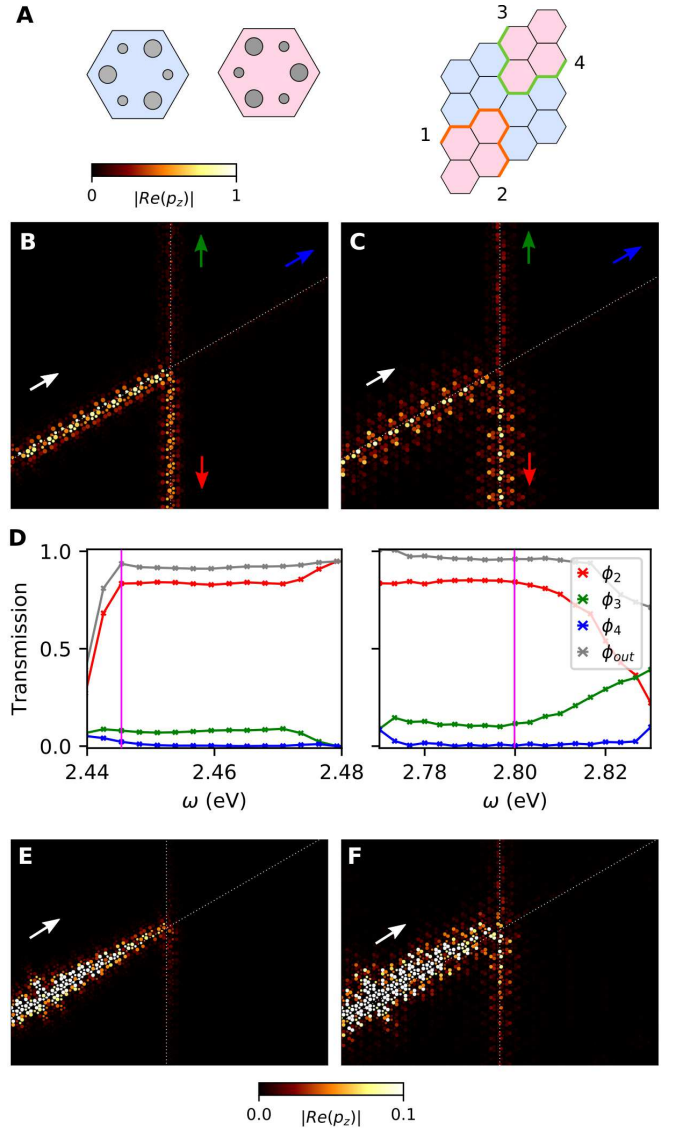 A
3
4
1
2
0
1
|Re(p_z)|
B
C
D
Transmission
1.0
0.5
0.0
2.44
2.46
2.48
ω (eV)
2.78
2.80
2.82
ω (eV)
ϕ_2
ϕ_3
ϕ_4
ϕ_out
E
F
0.0
0.1
|Re(p_z)|